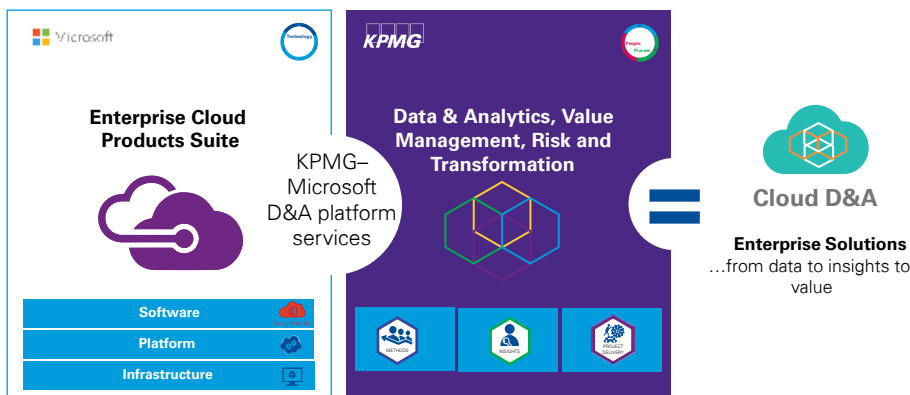 Microsoft
Technology
Enterprise Cloud
Products Suite
Software
Platform
Infrastructure
KPMG–
Microsoft
D&A platform
services
KPMG
People
Process
Data & Analytics, Value
Management, Risk and
Transformation
METHODS
INSIGHTS
PROJECT
DELIVERY
Cloud D&A
Enterprise Solutions
…from data to insights to
value